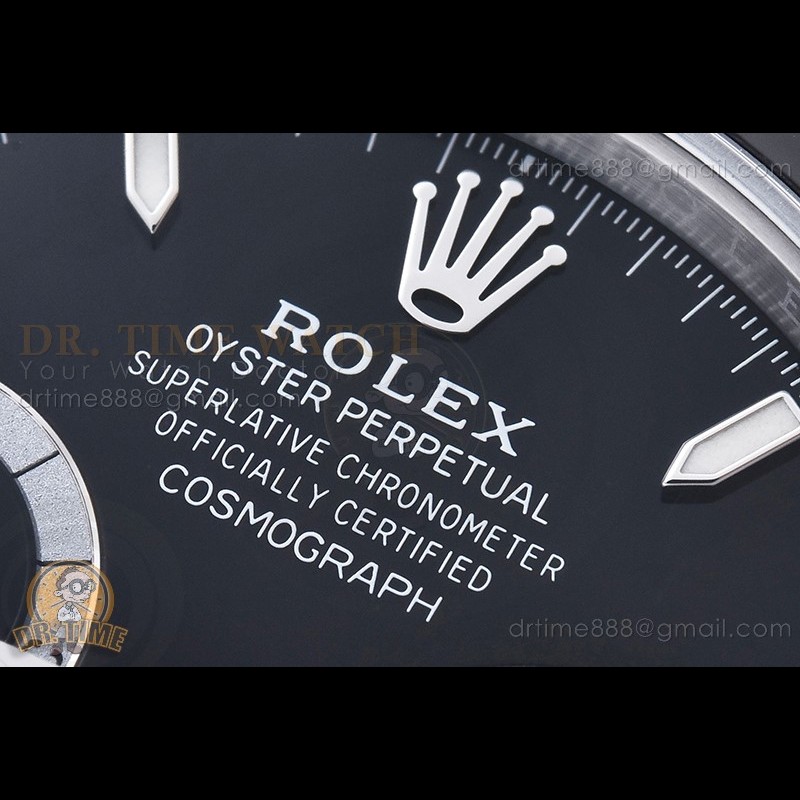 drtime888@gmail.com
ROLEX
OYSTER PERPETUAL
SUPERLATIVE CHRONOMETER
OFFICIALLY CERTIFIED
COSMOGRAPH
DR. TIME WATCH
drtime888@gmail.com
DR. TIME
drtime888@gmail.com